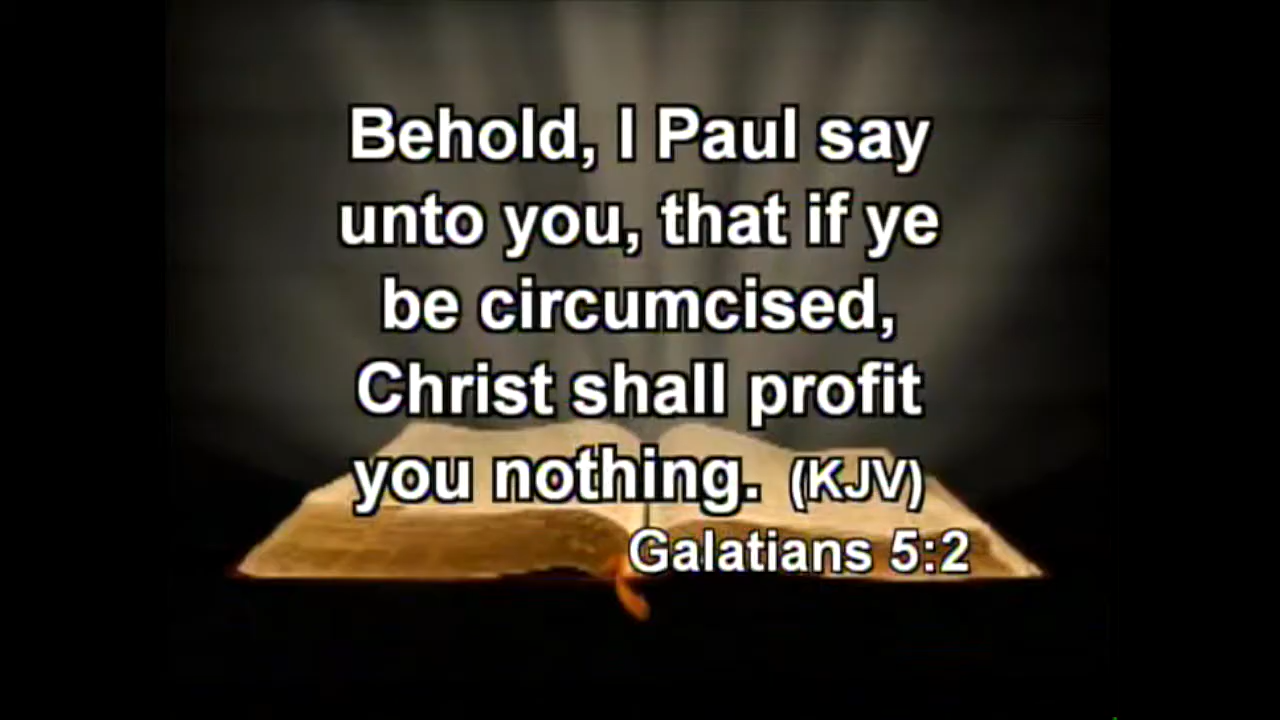 Behold, I Paul say
unto you, that if ye
be circumcised,
Christ shall profit
you nothing. (KJV)
Galatians 5:2